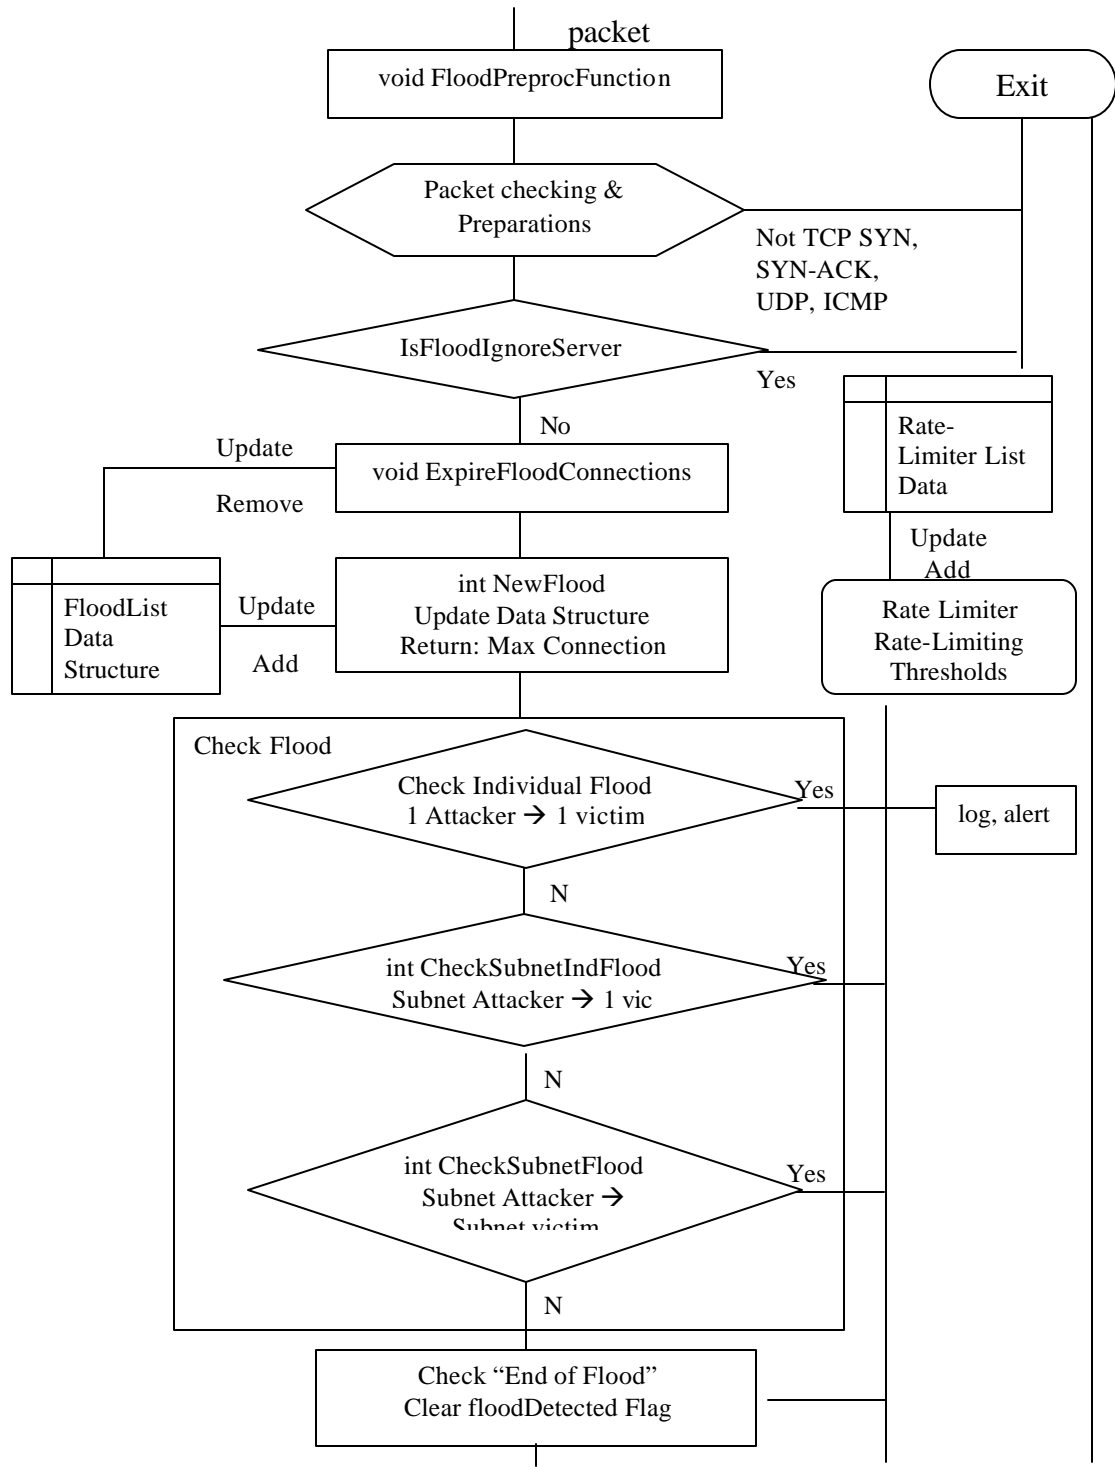 packet
void FloodPreprocFunction
Exit
Packet checking &
Preparations
Not TCP SYN,
SYN-ACK,
UDP, ICMP
IsFloodIgnoreServer
Yes
No
Update
Remove
void ExpireFloodConnections
Rate-
Limiter List
Data
Update
Add
FloodList
Data
Structure
Update
Add
int NewFlood
Update Data Structure
Return: Max Connection
Rate Limiter
Rate-Limiting
Thresholds
Check Flood
Check Individual Flood
1 Attacker → 1 victim
Yes
log, alert
N
int CheckSubnetIndFlood
Subnet Attacker → 1 vic
Yes
N
int CheckSubnetFlood
Subnet Attacker →
Subnet victim
Yes
N
Check “End of Flood”
Clear floodDetected Flag